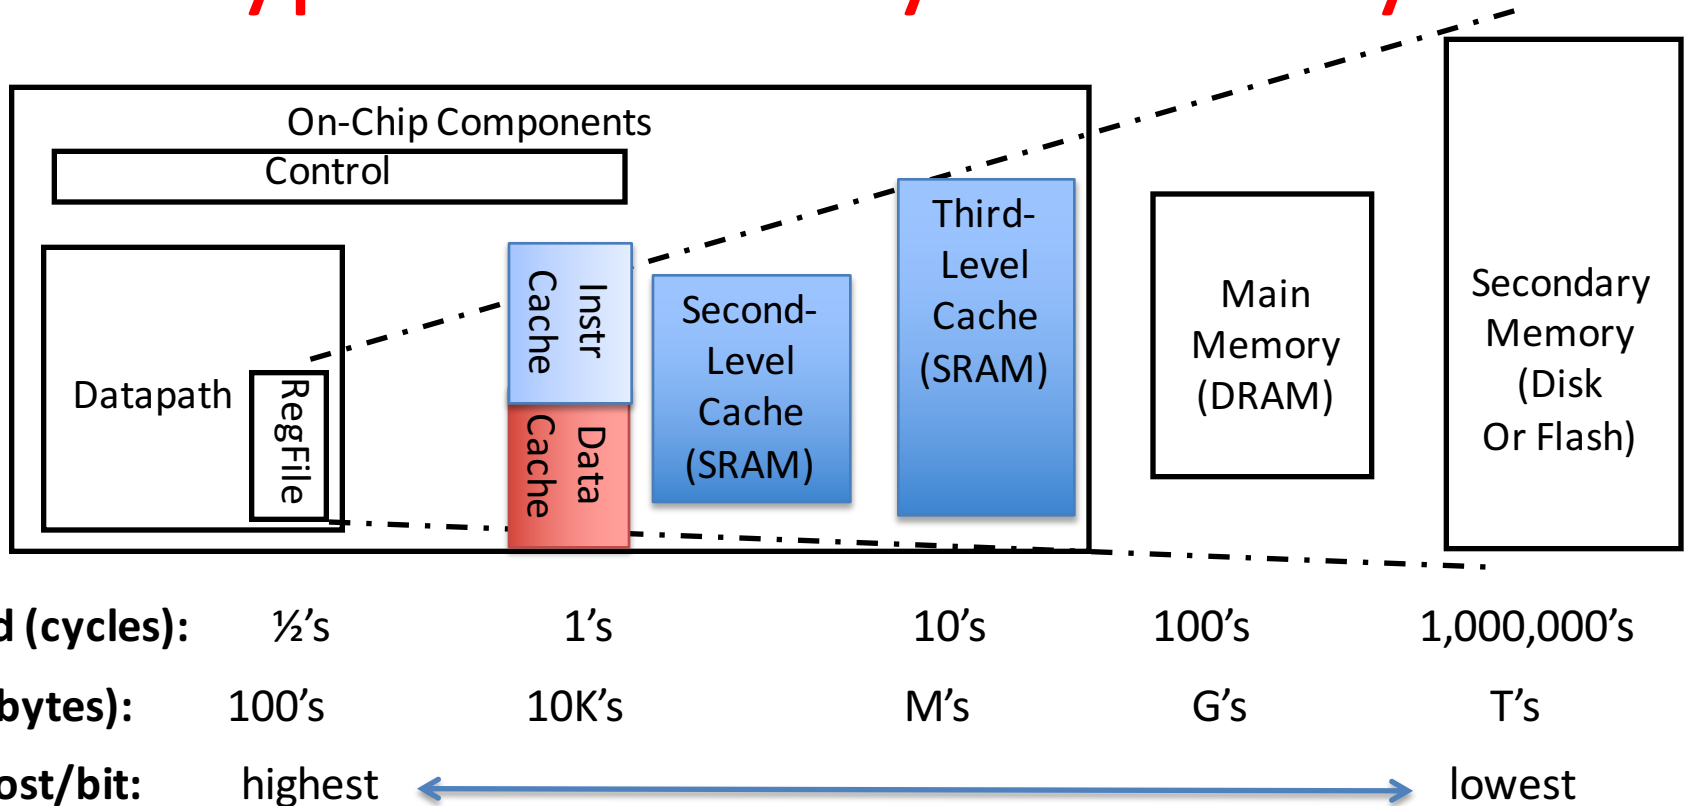 On-Chip Components
Control
Datapath
RegFile
Instr
Cache
Data
Cache
Second-
Level
Cache
(SRAM)
Third-
Level
Cache
(SRAM)
Main
Memory
(DRAM)
Secondary
Memory
(Disk
Or Flash)
(cycles): ½'s 1's 10's 100's 1,000,000's
bytes): 100's 10K's M's G's T's
ost/bit: highest lowest